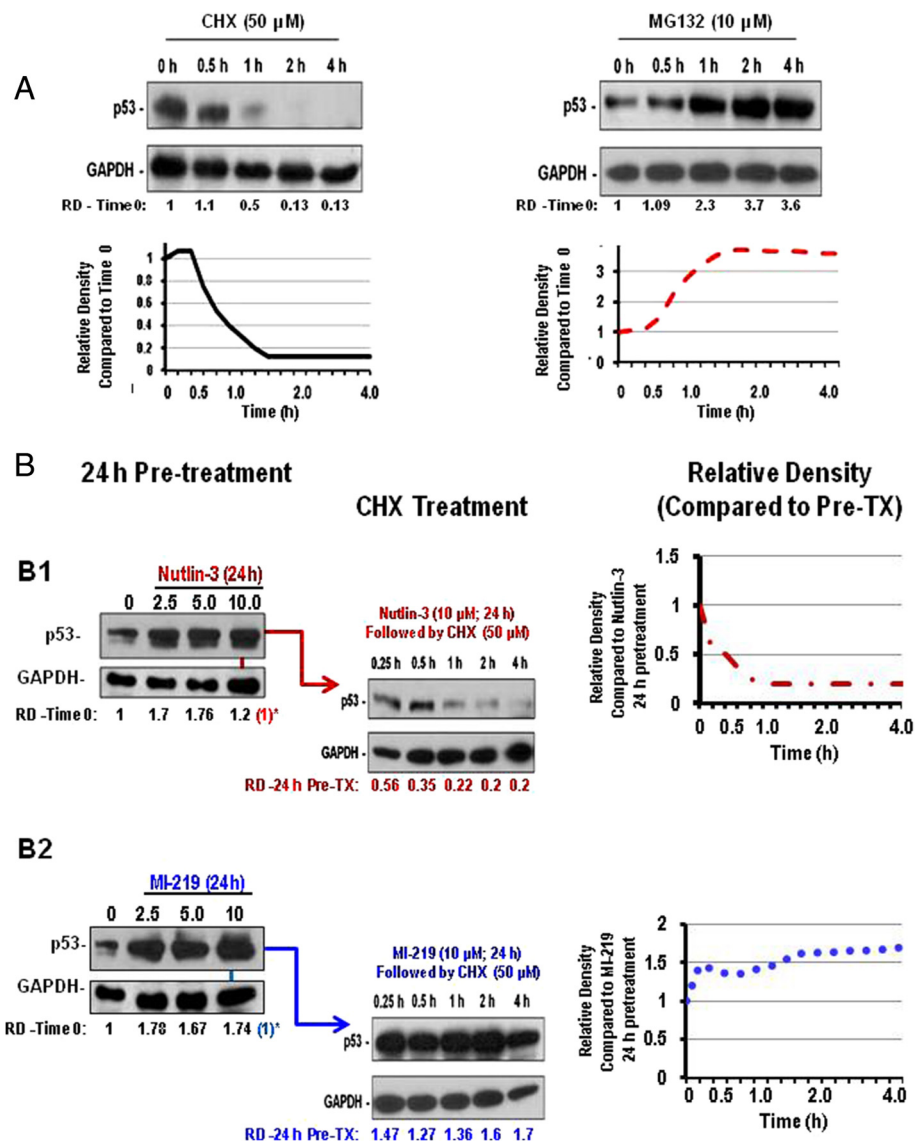 A
CHX (50 µM)
0 h 0.5 h 1 h 2 h 4 h
p53 -
GAPDH -
RD - Time 0: 1 1.1 0.5 0.13 0.13
Relative Density
Compared to Time 0
1
0.8
0.6
0.4
0.2
0
0 0.5 1.0 2.0 4.0
Time (h)
MG132 (10 µM)
0 h 0.5 h 1 h 2 h 4 h
p53 -
GAPDH -
RD -Time 0: 1 1.09 2.3 3.7 3.6
Relative Density
Compared to Time 0
3
2
1
0
0 0.5 1.0 2.0 4.0
Time (h)
B
24 h Pre-treatment
CHX Treatment
Relative Density
(Compared to Pre-TX)
B1
Nutlin-3 (24h)
0 2.5 5.0 10.0
p53-
GAPDH-
RD -Time 0: 1 1.7 1.76 1.2 (1)*
Nutlin-3 (10 µM; 24 h)
Followed by CHX (50 µM)
0.25 h 0.5 h 1 h 2 h 4 h
p53-
GAPDH -
RD -24 h Pre-TX: 0.56 0.35 0.22 0.2 0.2
Relative Density
Compared to Nutlin-3
24 h pretreatment
1.5
1
0.5
0
0 0.5 1.0 2.0 4.0
Time (h)
B2
MI-219 (24h)
0 2.5 5.0 10
p53-
GAPDH-
RD -Time 0: 1 1.78 1.67 1.74 (1)*
MI-219 (10 µM; 24 h)
Followed by CHX (50 µM)
0.25 h 0.5 h 1 h 2 h 4 h
p53-
GAPDH -
RD -24 h Pre-TX: 1.47 1.27 1.36 1.6 1.7
Relative Density
Compared to MI-219
24 h pretreatment
2
1.5
1
0.5
0
0 0.5 1.0 2.0 4.0
Time (h)